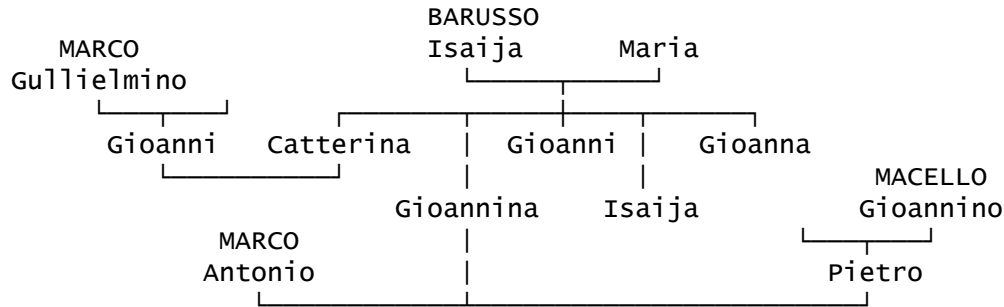 BARUSSO
MARCO Isaija Maria
Gullielmino
Gioanni Catterina Gioanni Gioanna
MACELLO
Gioannina Isaija Gioannino
MARCO
Antonio Pietro